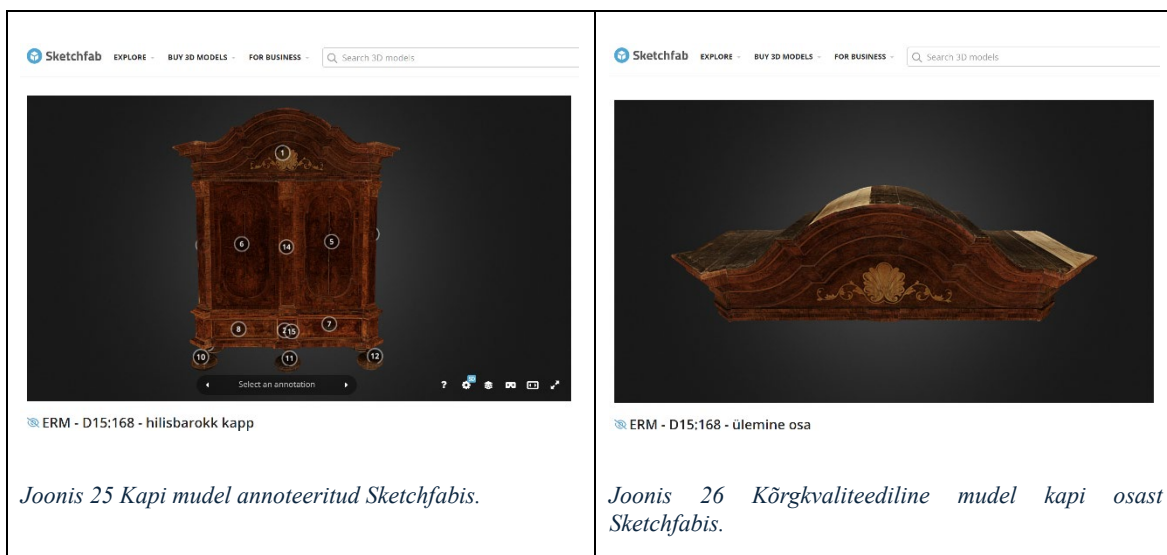 Sketchfab EXPLORE BUY 3D MODELS FOR BUSINESS Search 3D models
1
6
14
5
8
15
7
10
11
12
Select an annotation
? HD
ERM - D15:168 - hilisbarokk kapp
Joonis 25 Kapi mudel annoteeritud Sketchfabis.
Sketchfab EXPLORE BUY 3D MODELS FOR BUSINESS Search 3D models
ERM - D15:168 - ülemine osa
Joonis 26 Kõrgkvaliteediline mudel kapi osast
Sketchfabis.